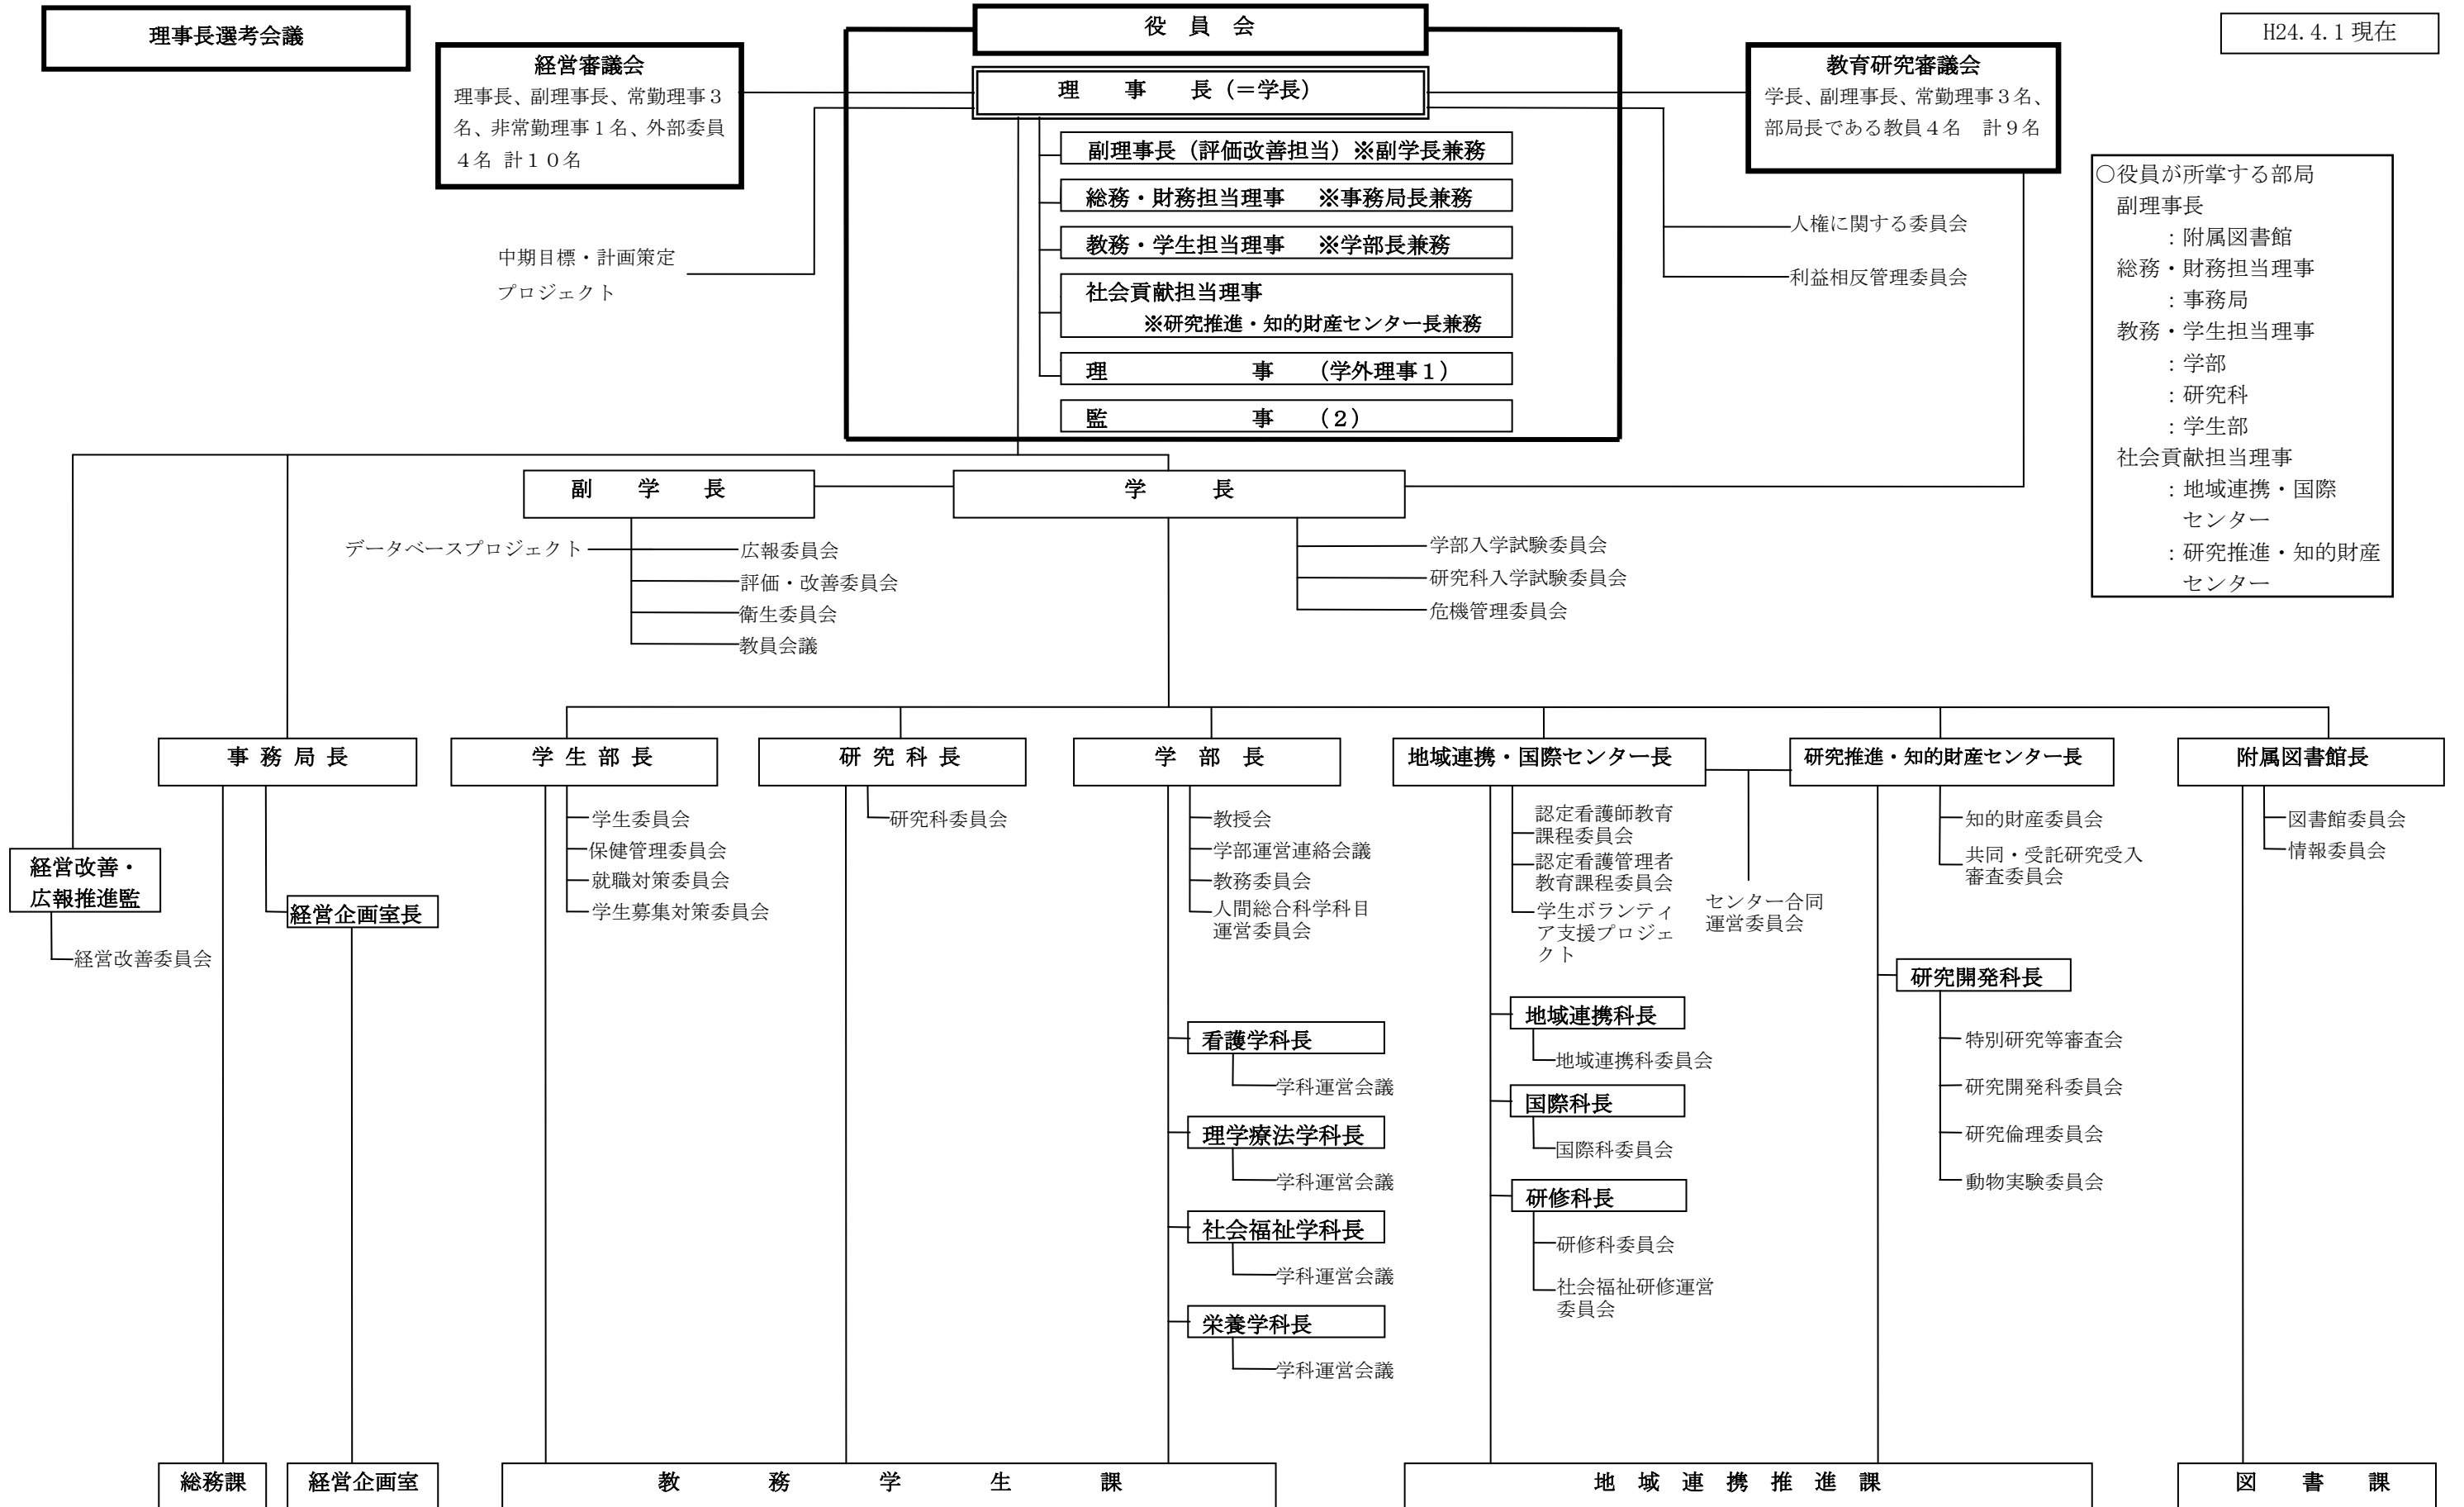 理事長選考会議
役 員 会
H24.4.1 現在
経営審議会
理事長、副理事長、常勤理事３
名、非常勤理事１名、外部委員
４名 計１０名
理 事 長（＝学長）
教育研究審議会
学長、副理事長、常勤理事３名、
部局長である教員４名 計９名
副理事長（評価改善担当）※副学長兼務
総務・財務担当理事 ※事務局長兼務
教務・学生担当理事 ※学部長兼務
社会貢献担当理事
※研究推進・知的財産センター長兼務
理 事 （学外理事１）
監 事 （２）
中期目標・計画策定
プロジェクト
人権に関する委員会
利益相反管理委員会
○役員が所掌する部局
副理事長
：附属図書館
総務・財務担当理事
：事務局
教務・学生担当理事
：学部
：研究科
：学生部
社会貢献担当理事
：地域連携・国際
センター
：研究推進・知的財産
センター
副 学 長
学 長
データベースプロジェクト
広報委員会
評価・改善委員会
衛生委員会
教員会議
学部入学試験委員会
研究科入学試験委員会
危機管理委員会
事 務 局 長
学 生 部 長
研 究 科 長
学 部 長
地域連携・国際センター長
研究推進・知的財産センター長
附属図書館長
経営改善・
広報推進監
経営改善委員会
経営企画室長
学生委員会
保健管理委員会
就職対策委員会
学生募集対策委員会
研究科委員会
教授会
学部運営連絡会議
教務委員会
人間総合科学科目
運営委員会
認定看護師教育
課程委員会
認定看護管理者
教育課程委員会
学生ボランティ
ア支援プロジェ
クト
センター合同
運営委員会
知的財産委員会
共同・受託研究受入
審査委員会
図書館委員会
情報委員会
看護学科長
学科運営会議
理学療法学科長
学科運営会議
社会福祉学科長
学科運営会議
栄養学科長
学科運営会議
地域連携科長
地域連携科委員会
国際科長
国際科委員会
研修科長
研修科委員会
社会福祉研修運営
委員会
研究開発科長
特別研究等審査会
研究開発科委員会
研究倫理委員会
動物実験委員会
総務課
経営企画室
教 務 学 生 課
地 域 連 携 推 進 課
図 書 課